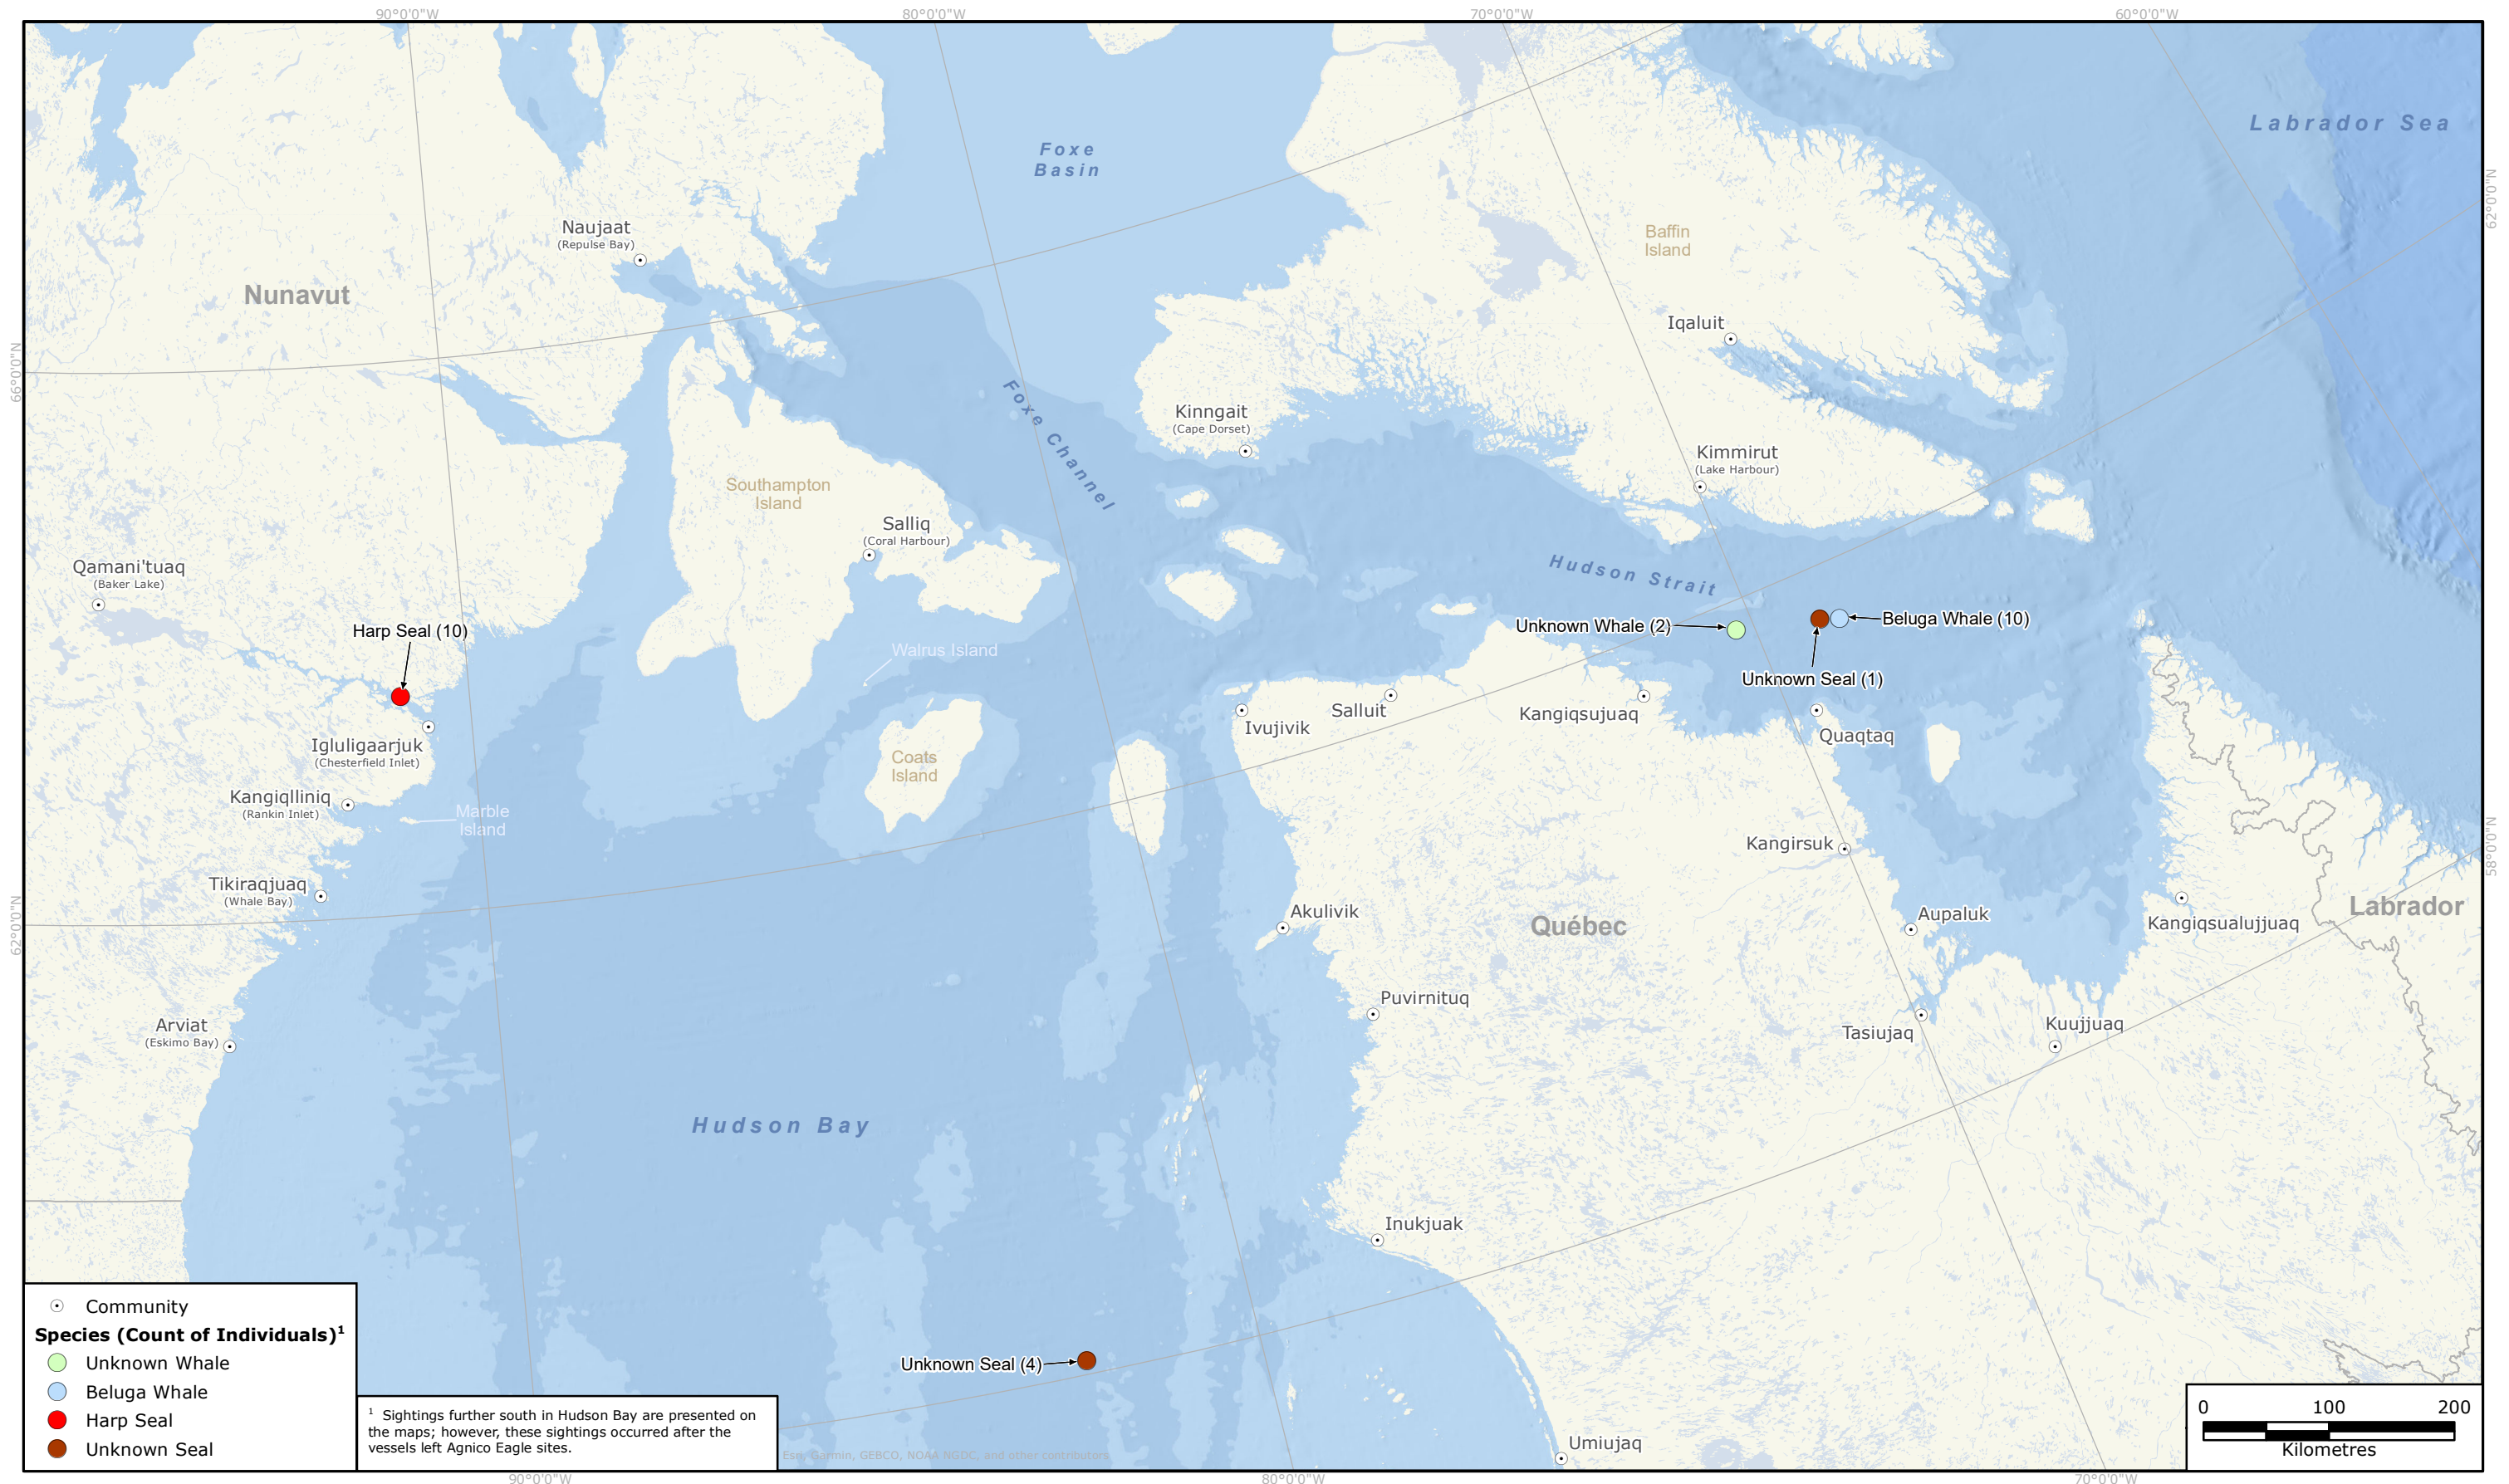 90°0'0"W
80°0'0"W
70°0'0"W
60°0'0"W
Labrador Sea
Foxe
Basin
62°0'0"N
Naujaat
(Repulse Bay)
Baffin
Island
Nunavut
Iqaluit
66°0'0"N
Foxe Channel
Kinngait
(Cape Dorset)
Kimmirut
(Lake Harbour)
Southampton
Island
Salliq
(Coral Harbour)
Qamani'tuaq
(Baker Lake)
Hudson Strait
Harp Seal (10)
Unknown Whale (2)
Beluga Whale (10)
Walrus Island
Unknown Seal (1)
Igluligaarjuk
(Chesterfield Inlet)
Ivujivik
Salluit
Kangiqsujuaq
Quaqtaq
Coats
Island
Kangiqlliniq
(Rankin Inlet)
Marble
Island
Kangirsuk
58°0'0"N
Tikiraqjuaq
(Whale Bay)
62°0'0"N
Akulivik
Québec
Aupaluk
Kangiqsualujjuaq
Labrador
Puvirnituq
Arviat
(Eskimo Bay)
Tasiujaq
Kuujjuaq
Hudson Bay
Inukjuak
Unknown Seal (4)
Umiujaq
Community
Species (Count of Individuals)1
Unknown Whale
Beluga Whale
Harp Seal
Unknown Seal
1 Sightings further south in Hudson Bay are presented on
the maps; however, these sightings occurred after the
vessels left Agnico Eagle sites.
Esri, Garmin, GEBCO, NOAA NGDC, and other contributors
0 100 200
Kilometres
90°0'0"W
80°0'0"W
70°0'0"W